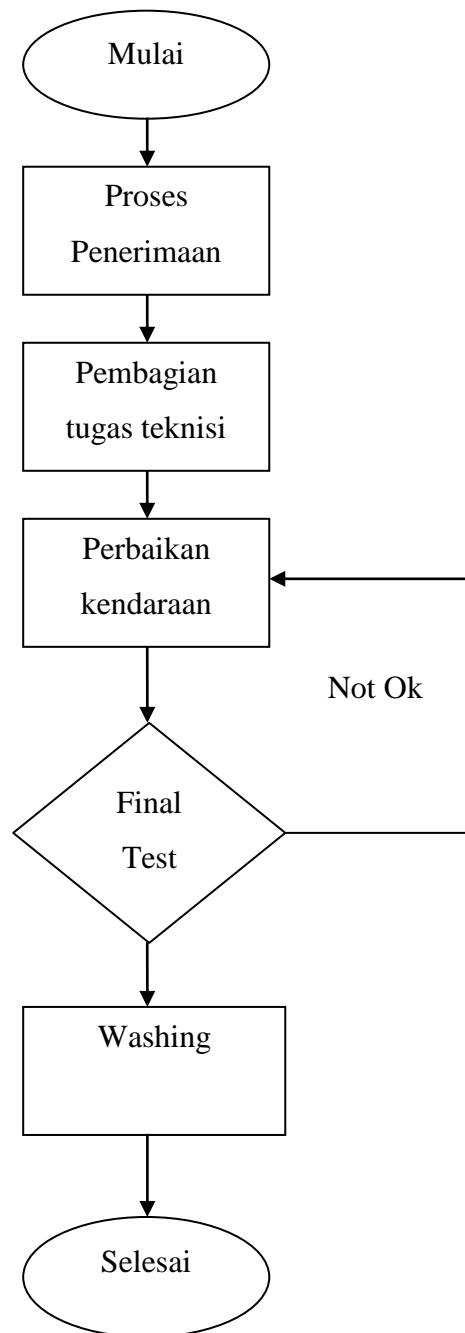 Mulai
Proses
Penerimaan
Pembagian
tugas teknisi
Perbaikan
kendaraan
Not Ok
Final
Test
Washing
Selesai